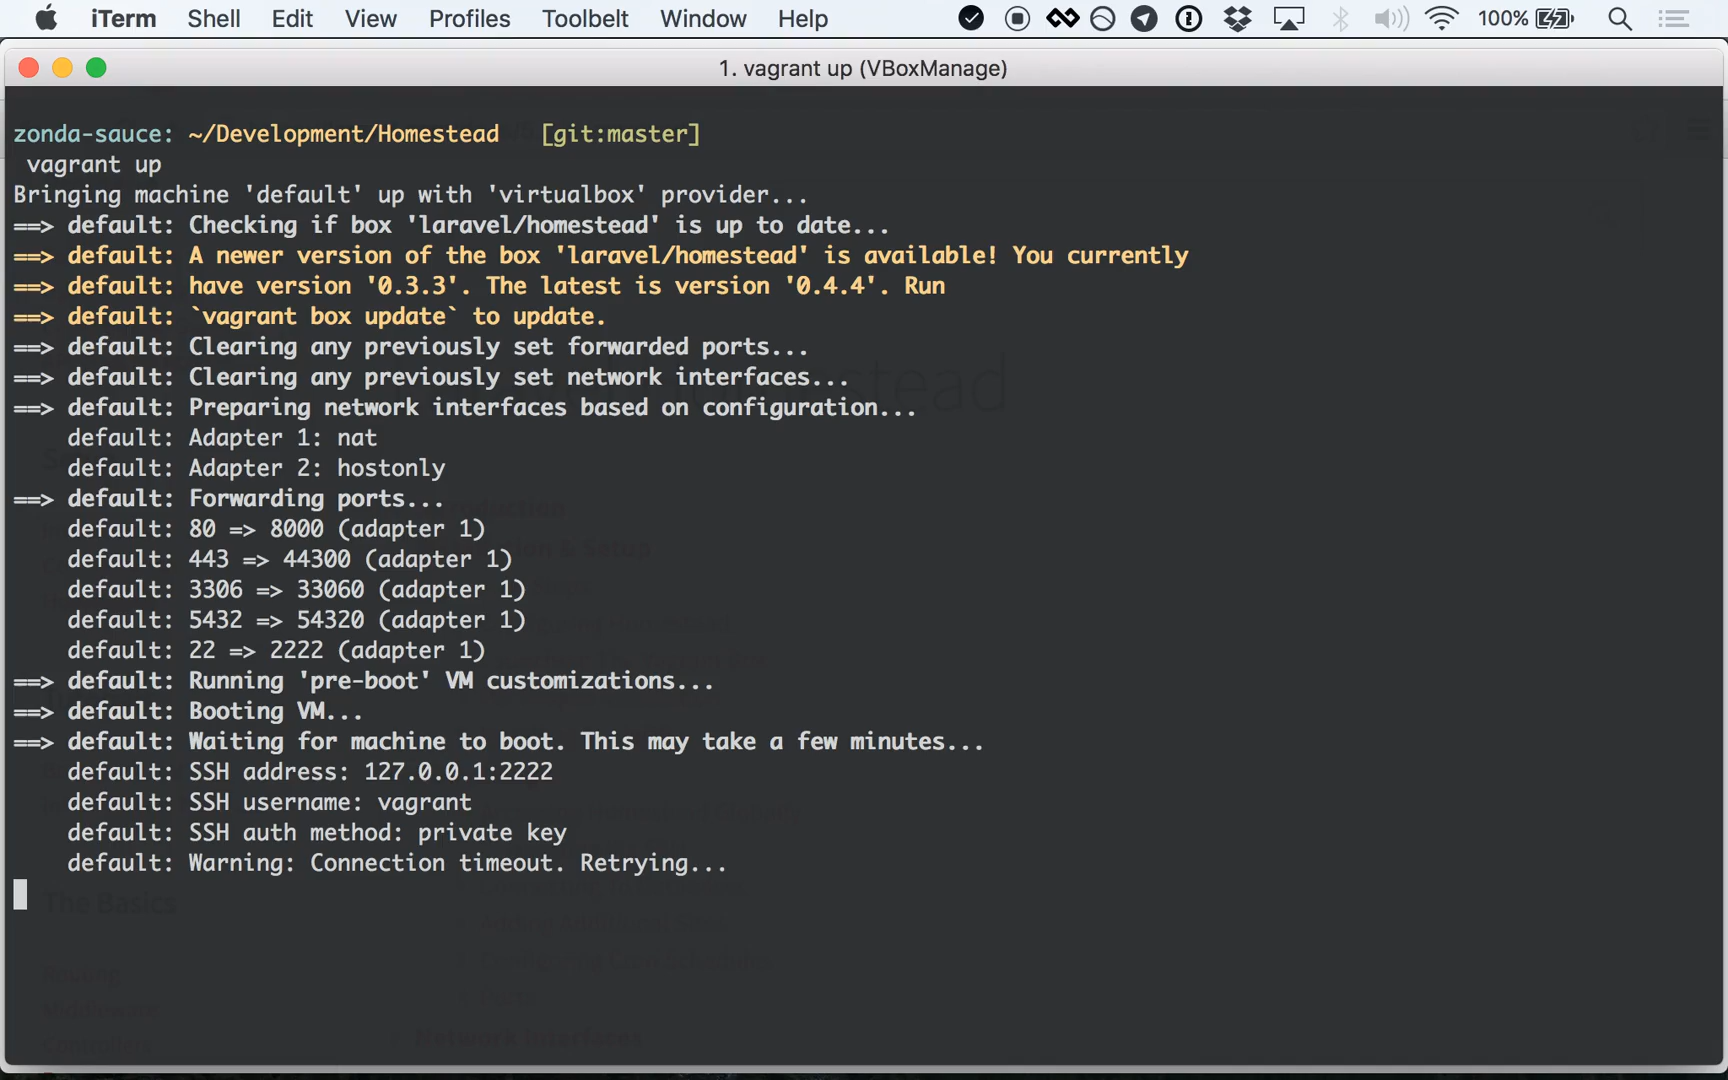 iTerm Shell Edit View Profiles Toolbelt Window Help 100%
1. vagrant up (VBoxManage)
zonda-sauce: ~/Development/Homestead [git:master]
vagrant up
Bringing machine 'default' up with 'virtualbox' provider...
==> default: Checking if box 'laravel/homestead' is up to date...
==> default: A newer version of the box 'laravel/homestead' is available! You currently
==> default: have version '0.3.3'. The latest is version '0.4.4'. Run
==> default: `vagrant box update` to update.
==> default: Clearing any previously set forwarded ports...
==> default: Clearing any previously set network interfaces...
==> default: Preparing network interfaces based on configuration...
default: Adapter 1: nat
default: Adapter 2: hostonly
==> default: Forwarding ports...
default: 80 => 8000 (adapter 1)
default: 443 => 44300 (adapter 1)
default: 3306 => 33060 (adapter 1)
default: 5432 => 54320 (adapter 1)
default: 22 => 2222 (adapter 1)
==> default: Running 'pre-boot' VM customizations...
==> default: Booting VM...
==> default: Waiting for machine to boot. This may take a few minutes...
default: SSH address: 127.0.0.1:2222
default: SSH username: vagrant
default: SSH auth method: private key
default: Warning: Connection timeout. Retrying...
The Basics
Network Interfaces